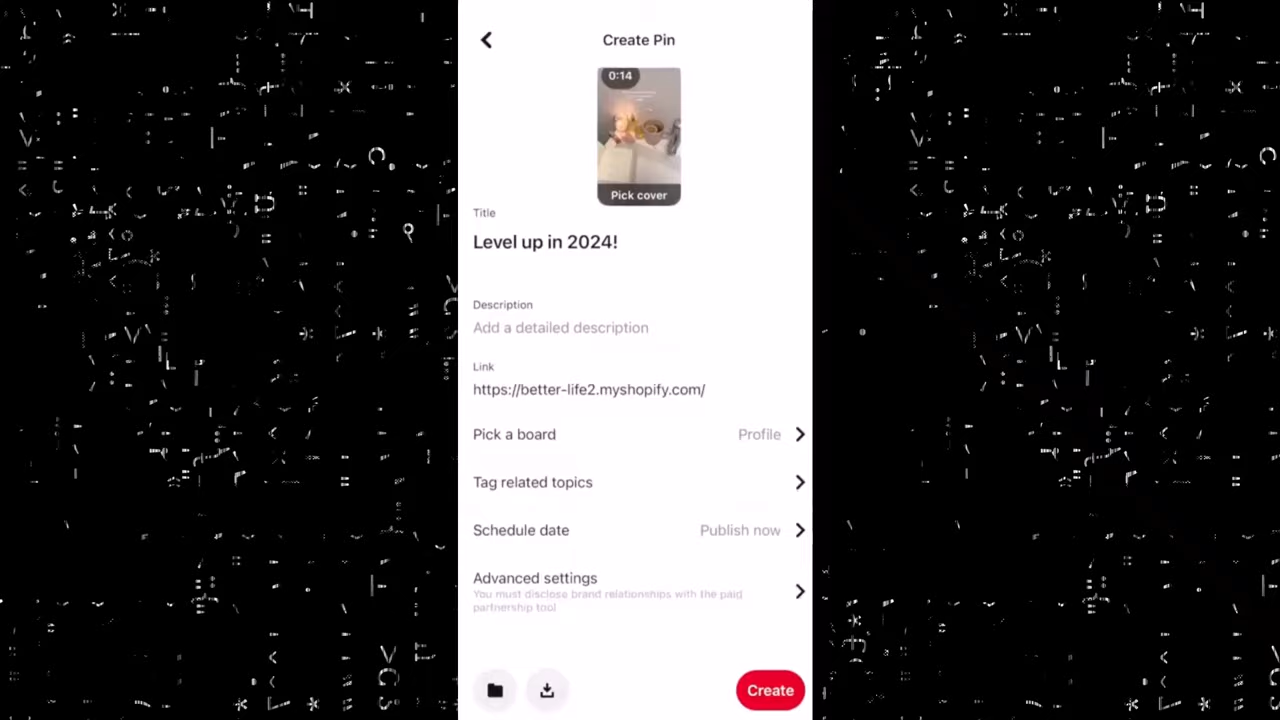 Create Pin
0:14
Pick cover
Title
Level up in 2024!
Description
Add a detailed description
Link
https://better-life2.myshopify.com/
Pick a board
Profile
Tag related topics
Schedule date
Publish now
Advanced settings
You must disclose brand relationships with the paid
partnership tool
Create